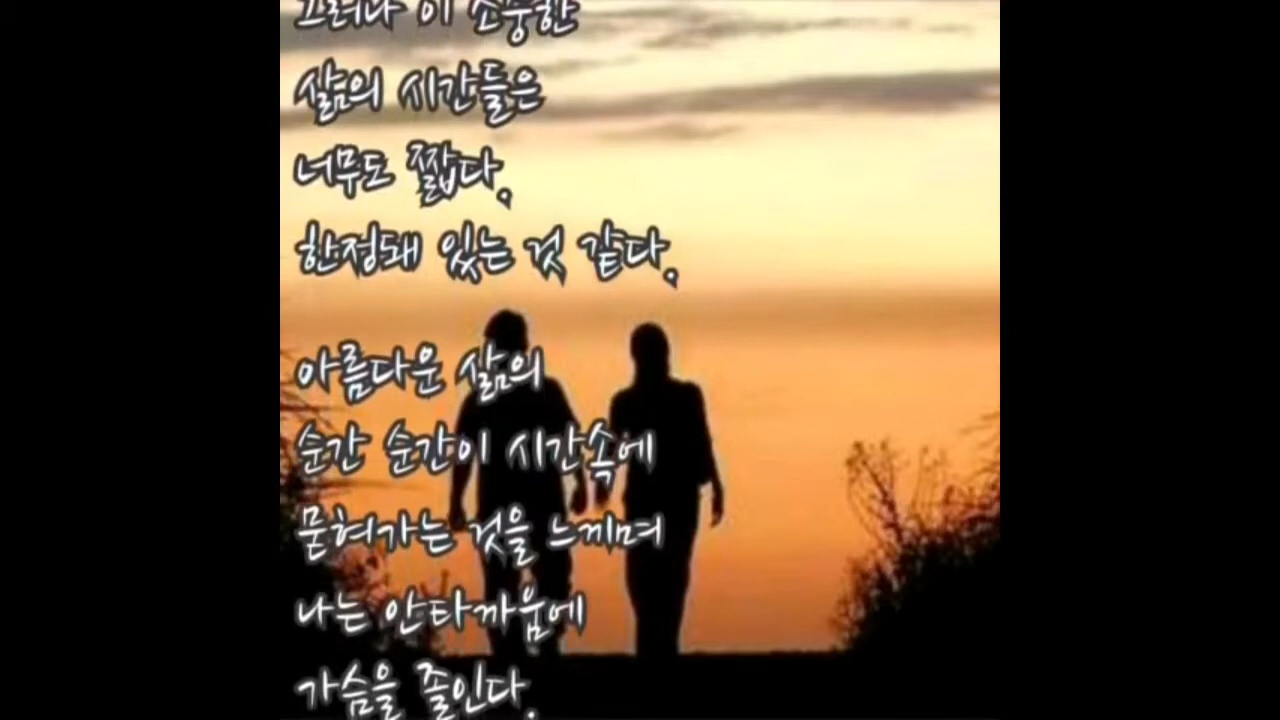 그러나 이 소중한
삶의 시간들은
너무도 짧다.
한정돼 있는 것 같다.
아름다운 삶의
순간 순간이 시간속에
묻혀가는 것을 느끼며
나는 안타까움에
가슴을 졸인다.